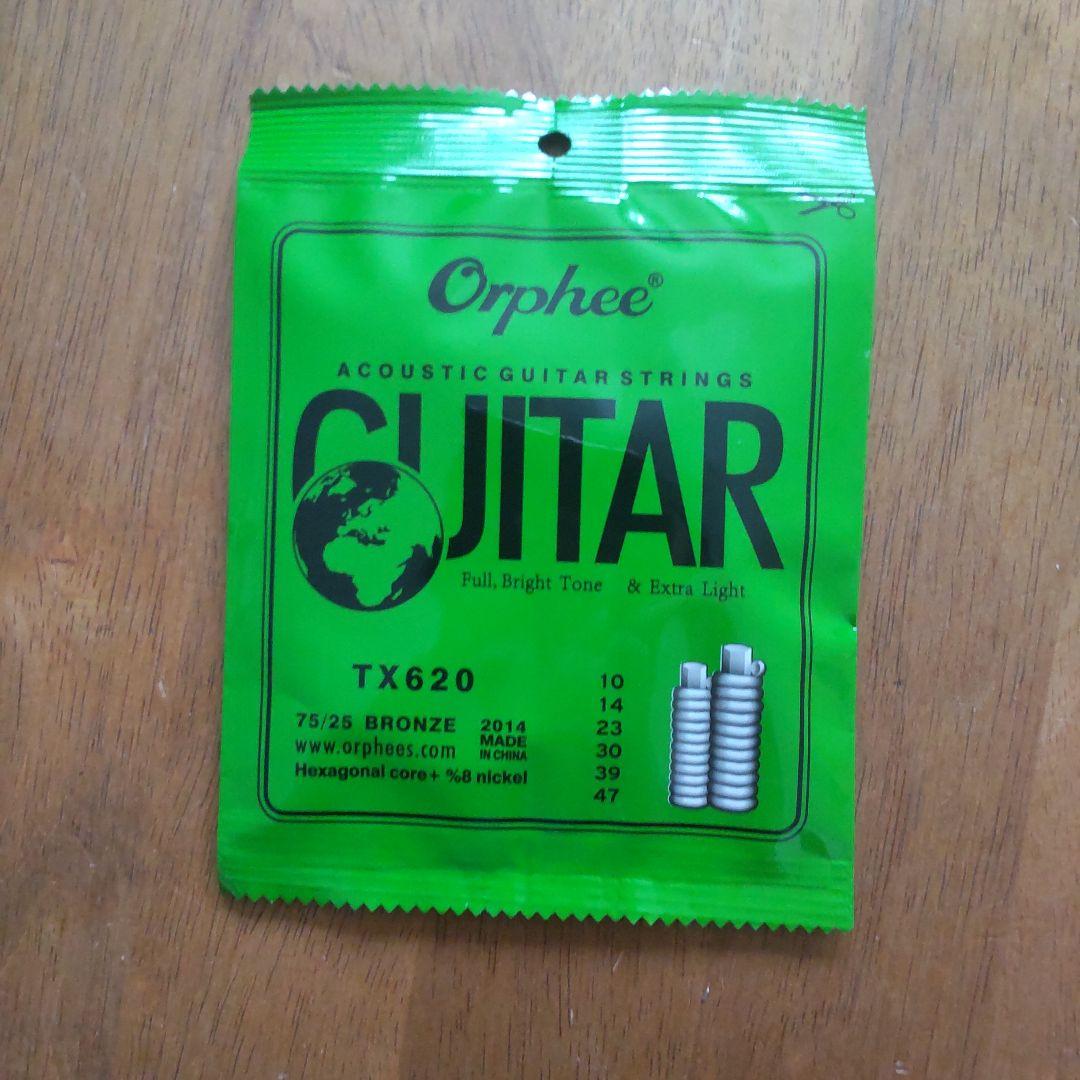 Orphee®
ACOUSTIC GUITAR STRINGS
GUITAR
Full, Bright Tone & Extra Light
TX620
75/25 BRONZE
www.orphees.com
2014
MADE
IN CHINA
Hexagonal core+ %8 nickel
10
14
23
30
39
47